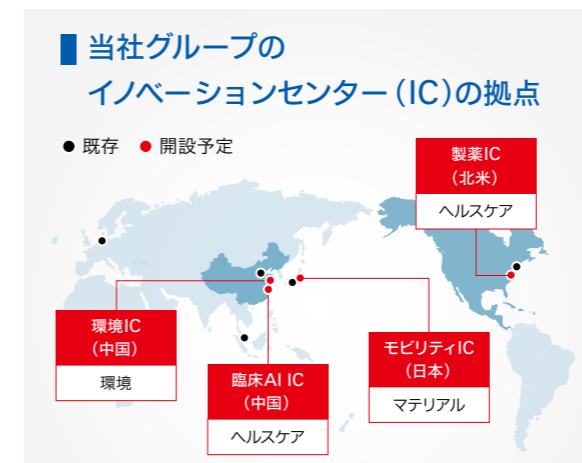 当社グループの
イノベーションセンター（IC）の拠点
● 既存 ● 開設予定
製薬IC
（北米）
ヘルスケア
環境IC
（中国）
環境
臨床AI IC
（中国）
ヘルスケア
モビリティIC
（日本）
マテリアル